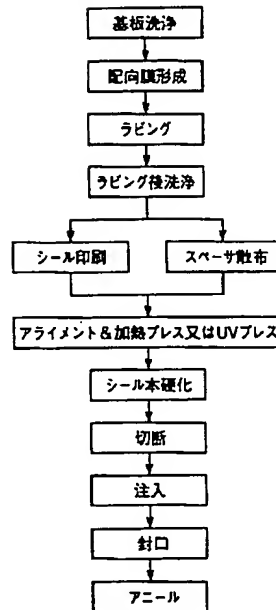 基板洗浄
配向膜形成
ラビング
ラビング後洗浄
シール印刷
スペーサ散布
アライメント&加熱プレス又はUVプレス
シール本硬化
切断
注入
封口
アニール